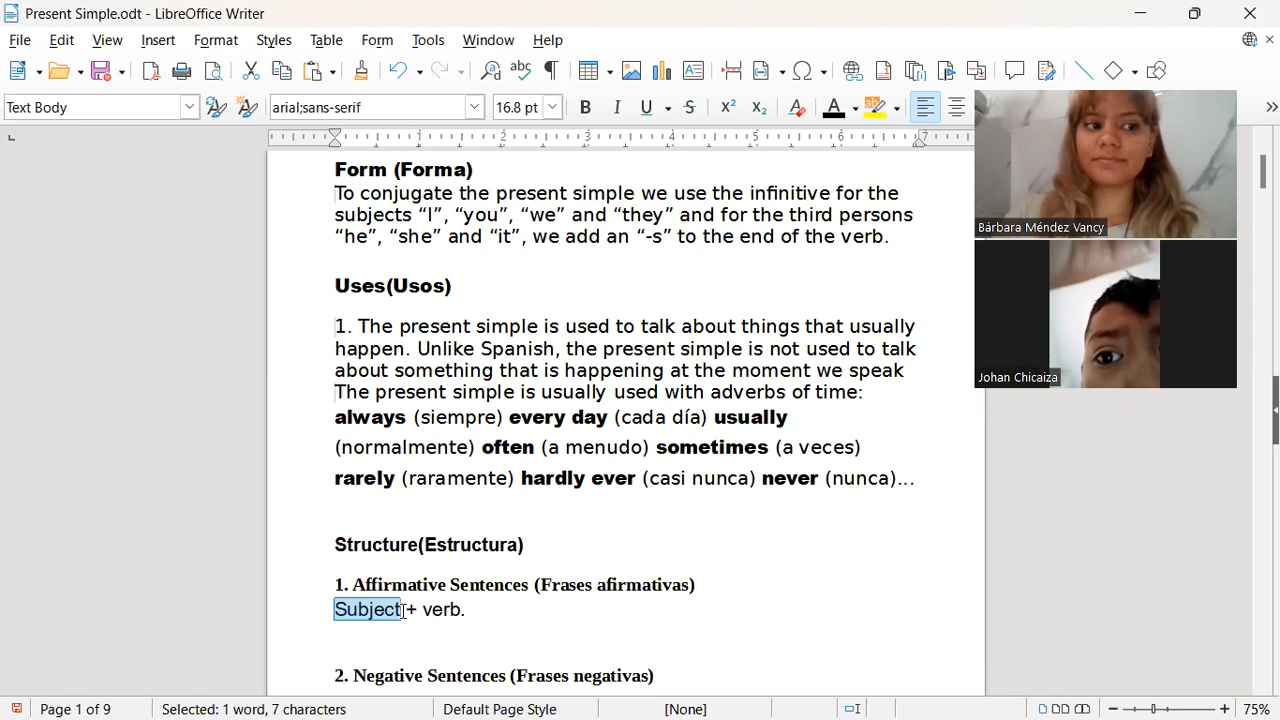 Present Simple.odt - LibreOffice Writer
File Edit View Insert Format Styles Table Form Tools Window Help
Text Body arial;sans-serif 16.8 pt
1 2 3 4 5 6 7
Form (Forma)
To conjugate the present simple we use the infinitive for the
subjects “I”, “you”, “we” and “they” and for the third persons
“he”, “she” and “it”, we add an “-s” to the end of the verb.
Uses(Usos)
1. The present simple is used to talk about things that usually
happen. Unlike Spanish, the present simple is not used to talk
about something that is happening at the moment we speak
The present simple is usually used with adverbs of time:
always (siempre) every day (cada día) usually
(normalmente) often (a menudo) sometimes (a veces)
rarely (raramente) hardly ever (casi nunca) never (nunca)...
Structure(Estructura)
1. Affirmative Sentences (Frases afirmativas)
Subject + verb.
2. Negative Sentences (Frases negativas)
Bárbara Méndez Vancy
Johan Chicaiza
Page 1 of 9 Selected: 1 word, 7 characters Default Page Style [None] 75%